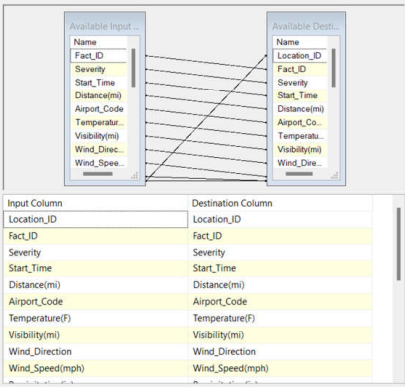 Available Input ...
Name
Fact_ID
Severity
Start_Time
Distance(mi)
Airport_Code
Temperatur...
Visibility(mi)
Wind_Direc...
Wind_Spee...
Available Desti...
Name
Location_ID
Fact_ID
Severity
Start_Time
Distance(mi)
Airport_Co...
Temperatu...
Visibility(mi)
Wind_Dire...
Input Column Destination Column
Location_ID Location_ID
Fact_ID Fact_ID
Severity Severity
Start_Time Start_Time
Distance(mi) Distance(mi)
Airport_Code Airport_Code
Temperature(F) Temperature(F)
Visibility(mi) Visibility(mi)
Wind_Direction Wind_Direction
Wind_Speed(mph) Wind_Speed(mph)